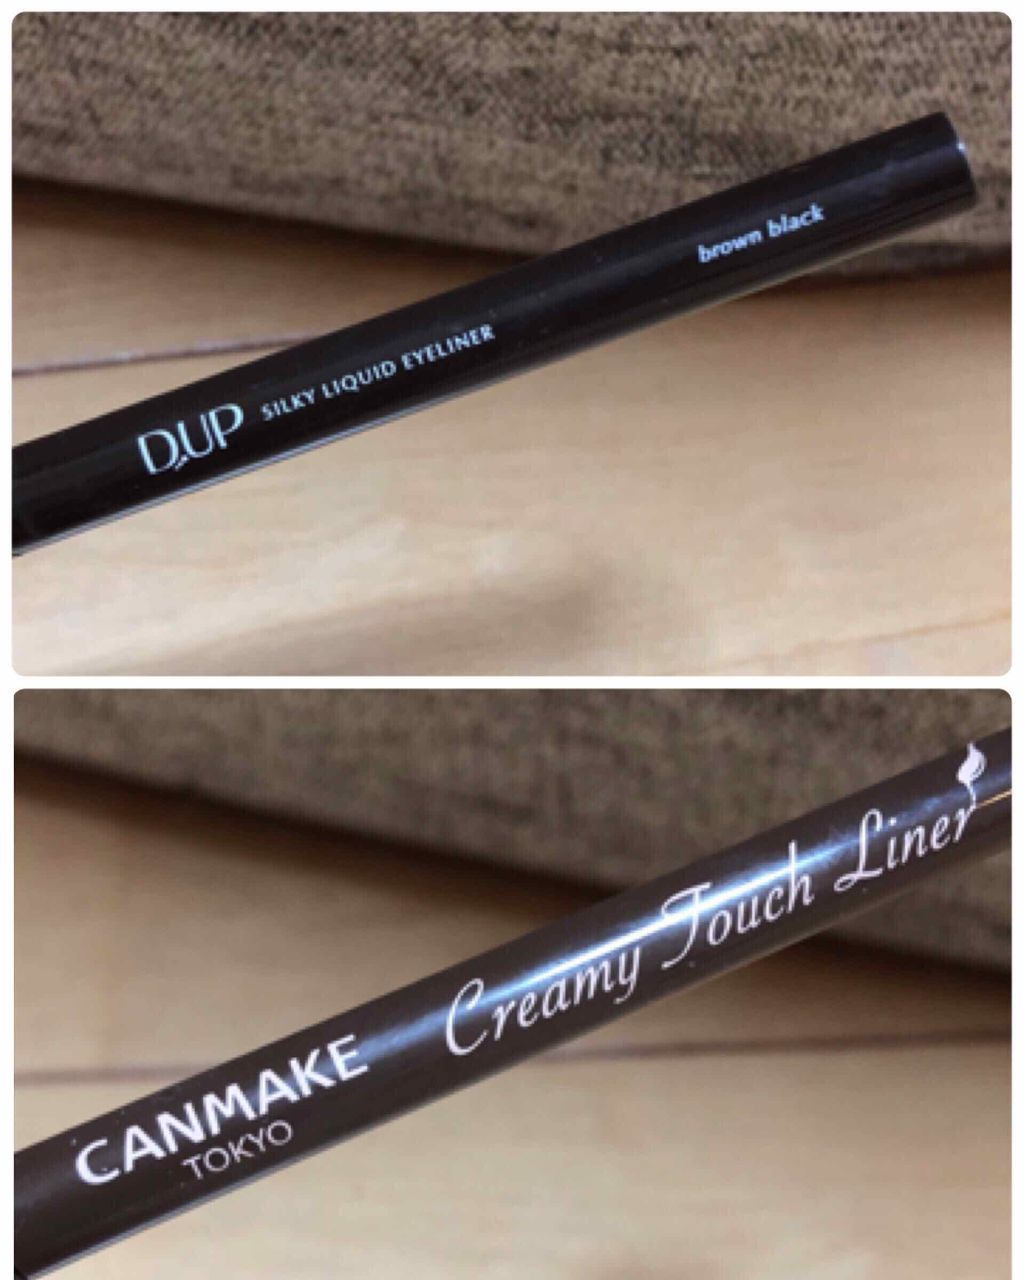 D.UP SILKY LIQUID EYELINER brown black
CANMAKE Creamy Touch Liner
TOKYO